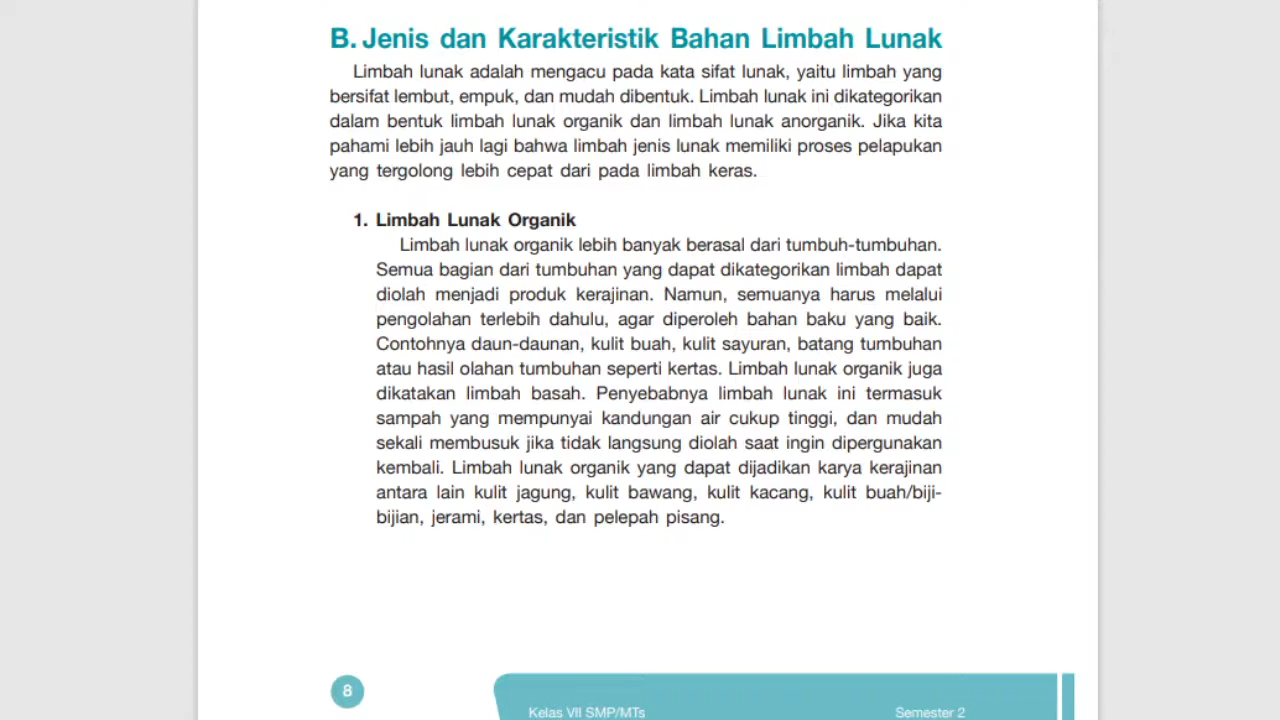 B. Jenis dan Karakteristik Bahan Limbah Lunak
Limbah lunak adalah mengacu pada kata sifat lunak, yaitu limbah yang
bersifat lembut, empuk, dan mudah dibentuk. Limbah lunak ini dikategorikan
dalam bentuk limbah lunak organik dan limbah lunak anorganik. Jika kita
pahami lebih jauh lagi bahwa limbah jenis lunak memiliki proses pelapukan
yang tergolong lebih cepat dari pada limbah keras.
1. Limbah Lunak Organik
Limbah lunak organik lebih banyak berasal dari tumbuh-tumbuhan.
Semua bagian dari tumbuhan yang dapat dikategorikan limbah dapat
diolah menjadi produk kerajinan. Namun, semuanya harus melalui
pengolahan terlebih dahulu, agar diperoleh bahan baku yang baik.
Contohnya daun-daunan, kulit buah, kulit sayuran, batang tumbuhan
atau hasil olahan tumbuhan seperti kertas. Limbah lunak organik juga
dikatakan limbah basah. Penyebabnya limbah lunak ini termasuk
sampah yang mempunyai kandungan air cukup tinggi, dan mudah
sekali membusuk jika tidak langsung diolah saat ingin dipergunakan
kembali. Limbah lunak organik yang dapat dijadikan karya kerajinan
antara lain kulit jagung, kulit bawang, kulit kacang, kulit buah/biji-
bijian, jerami, kertas, dan pelepah pisang.
8
Kelas VII SMP/MTs
Semester 2